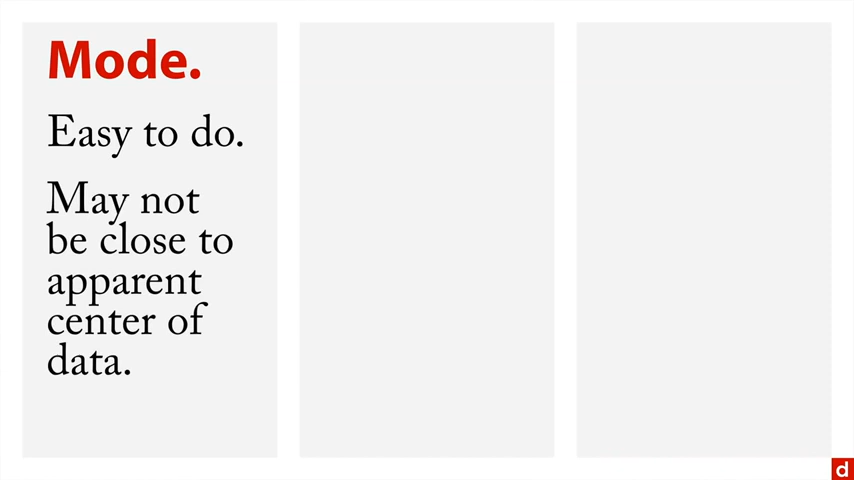 Mode.
Easy to do.
May not
be close to
apparent
center of
data.
d